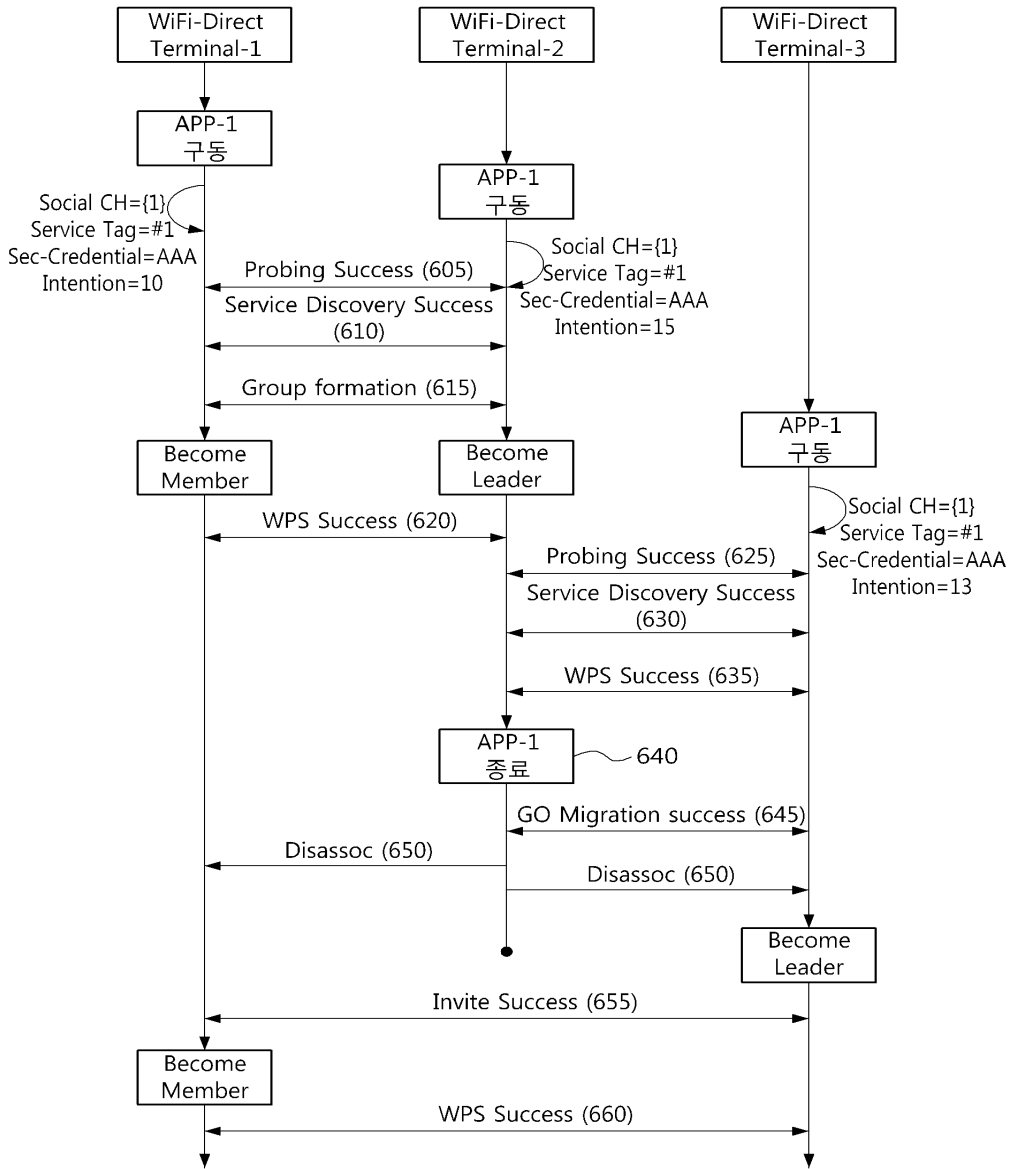 WiFi-Direct
Terminal-1
WiFi-Direct
Terminal-2
WiFi-Direct
Terminal-3
APP-1
구동
APP-1
구동
Social CH={1}
Service Tag=#1
Sec-Credential=AAA
Intention=10
Social CH={1}
Service Tag=#1
Sec-Credential=AAA
Intention=15
Probing Success (605)
Service Discovery Success
(610)
Group formation (615)
Become
Member
Become
Leader
APP-1
구동
Social CH={1}
Service Tag=#1
Sec-Credential=AAA
Intention=13
WPS Success (620)
Probing Success (625)
Service Discovery Success
(630)
WPS Success (635)
APP-1
종료
640
GO Migration success (645)
Disassoc (650)
Disassoc (650)
Become
Leader
Invite Success (655)
Become
Member
WPS Success (660)